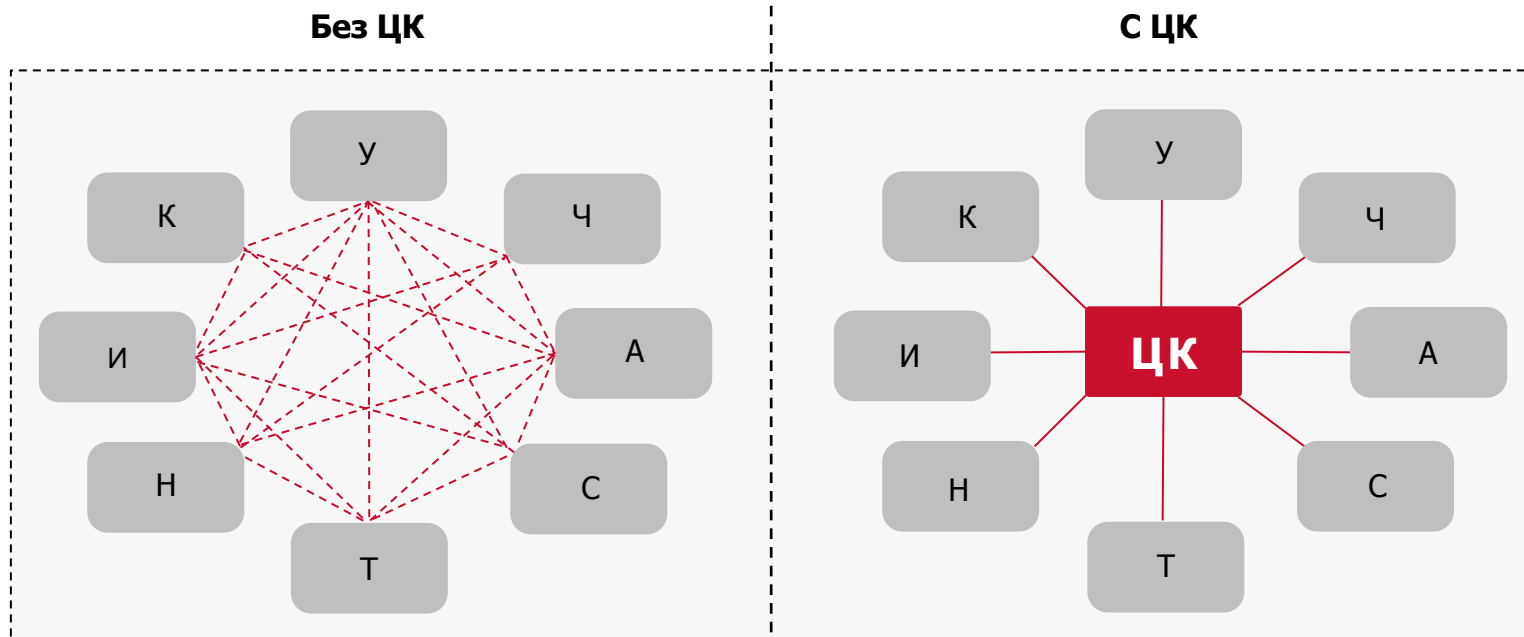 Без ЦК
У
К
Ч
И
А
Н
С
Т
С ЦК
У
К
Ч
И
ЦК
А
Н
С
Т